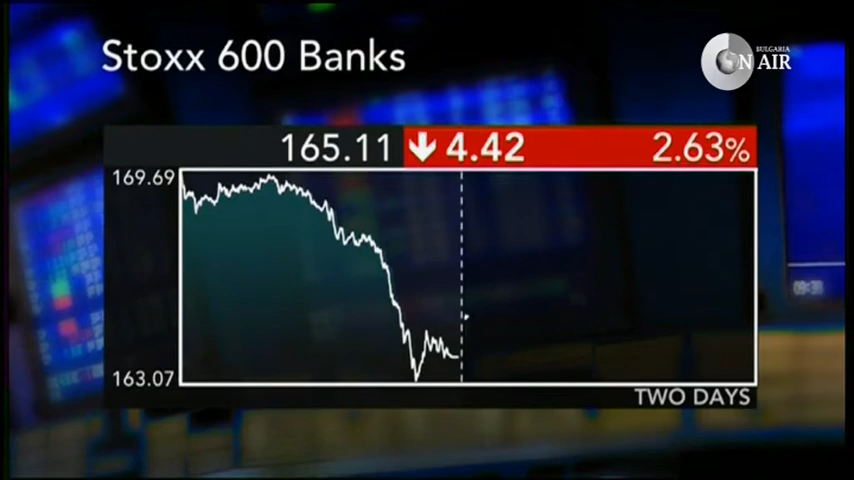 Stoxx 600 Banks
BULGARIA
ON AIR
165.11 ↓ 4.42 2.63%
169.69
163.07
TWO DAYS